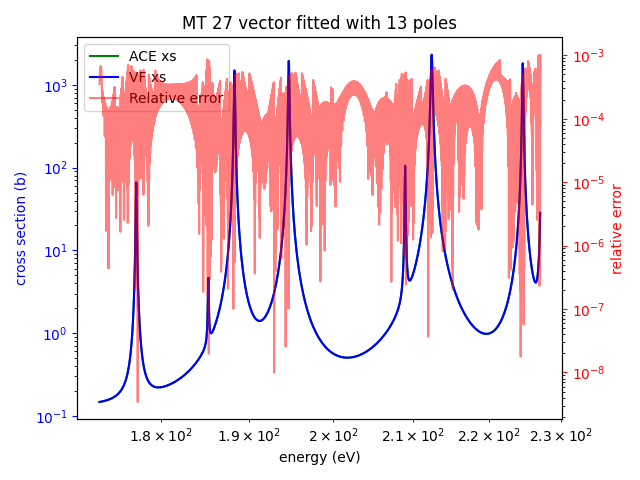 MT 27 vector fitted with 13 poles
ACE xs
VF xs
Relative error
cross section (b)
10³
10²
10¹
10⁰
10⁻¹
relative error
10⁻³
10⁻⁴
10⁻⁵
10⁻⁶
10⁻⁷
10⁻⁸
1.8 × 10² 1.9 × 10² 2 × 10² 2.1 × 10² 2.2 × 10² 2.3 × 10²
energy (eV)